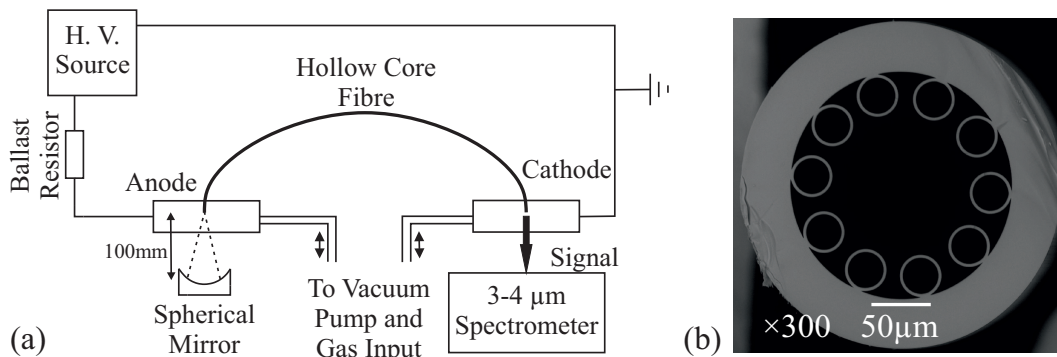 H. V.
Source
Hollow Core
Fibre
Ballast
Resistor
Anode
Cathode
100mm
Spherical
Mirror
To Vacuum
Pump and
Gas Input
Signal
3-4 µm
Spectrometer
(a)
×300
50µm
(b)